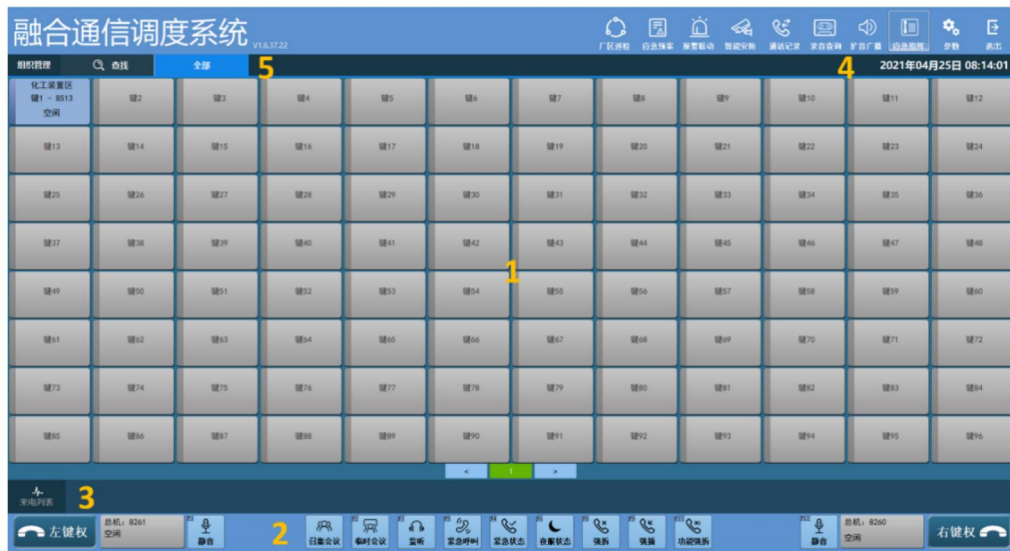 融合通信调度系统 V1.6.37.22
厂区巡检 应急预案 报警联动 智能安防 通话记录 录音查询 扩音广播 应急指挥 参数 退出
组织管理 查找 全部 5 4 2021年04月25日 08:14:01
化工装置区
键1 - 8513
空闲
键2 键3 键4 键5 键6 键7 键8 键9 键10 键11 键12
键13 键14 键15 键16 键17 键18 键19 键20 键21 键22 键23 键24
键25 键26 键27 键28 键29 键30 键31 键32 键33 键34 键35 键36
键37 键38 键39 键40 键41 键42 键43 键44 键45 键46 键47 键48
1
键49 键50 键51 键52 键53 键54 键55 键56 键57 键58 键59 键60
键61 键62 键63 键64 键65 键66 键67 键68 键69 键70 键71 键72
键73 键74 键75 键76 键77 键78 键79 键80 键81 键82 键83 键84
键85 键86 键87 键88 键89 键90 键91 键92 键93 键94 键95 键96
< 1 >
来电列表 3
左键权
总机: 8261
空闲
静音
2
召集会议 临时会议 监听 紧急呼叫 紧急状态 夜服状态 强拆 强插 功能强拆
静音
总机: 8260
空闲
右键权